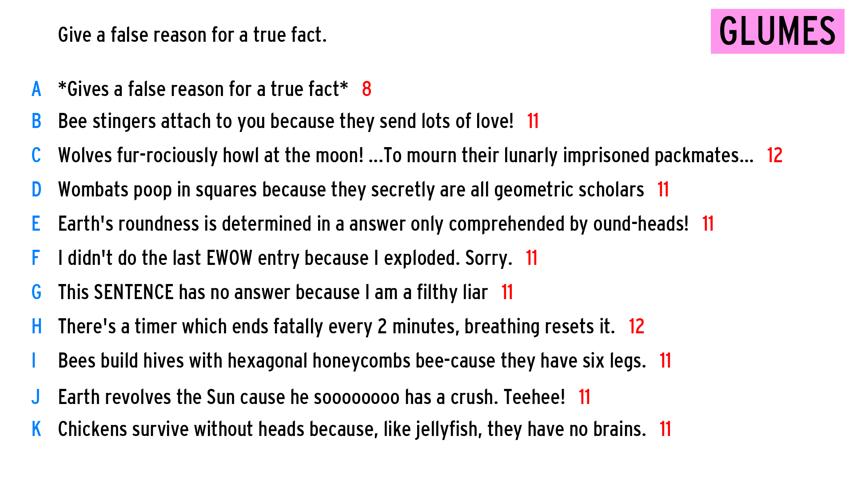 Give a false reason for a true fact.
GLUMES
A *Gives a false reason for a true fact* 8
B Bee stingers attach to you because they send lots of love! 11
C Wolves fur-rociously howl at the moon! ...To mourn their lunarly imprisoned packmates... 12
D Wombats poop in squares because they secretly are all geometric scholars 11
E Earth's roundness is determined in a answer only comprehended by ound-heads! 11
F I didn't do the last EWOW entry because I exploded. Sorry. 11
G This SENTENCE has no answer because I am a filthy liar 11
H There's a timer which ends fatally every 2 minutes, breathing resets it. 12
I Bees build hives with hexagonal honeycombs bee-cause they have six legs. 11
J Earth revolves the Sun cause he soooooooo has a crush. Teehee! 11
K Chickens survive without heads because, like jellyfish, they have no brains. 11